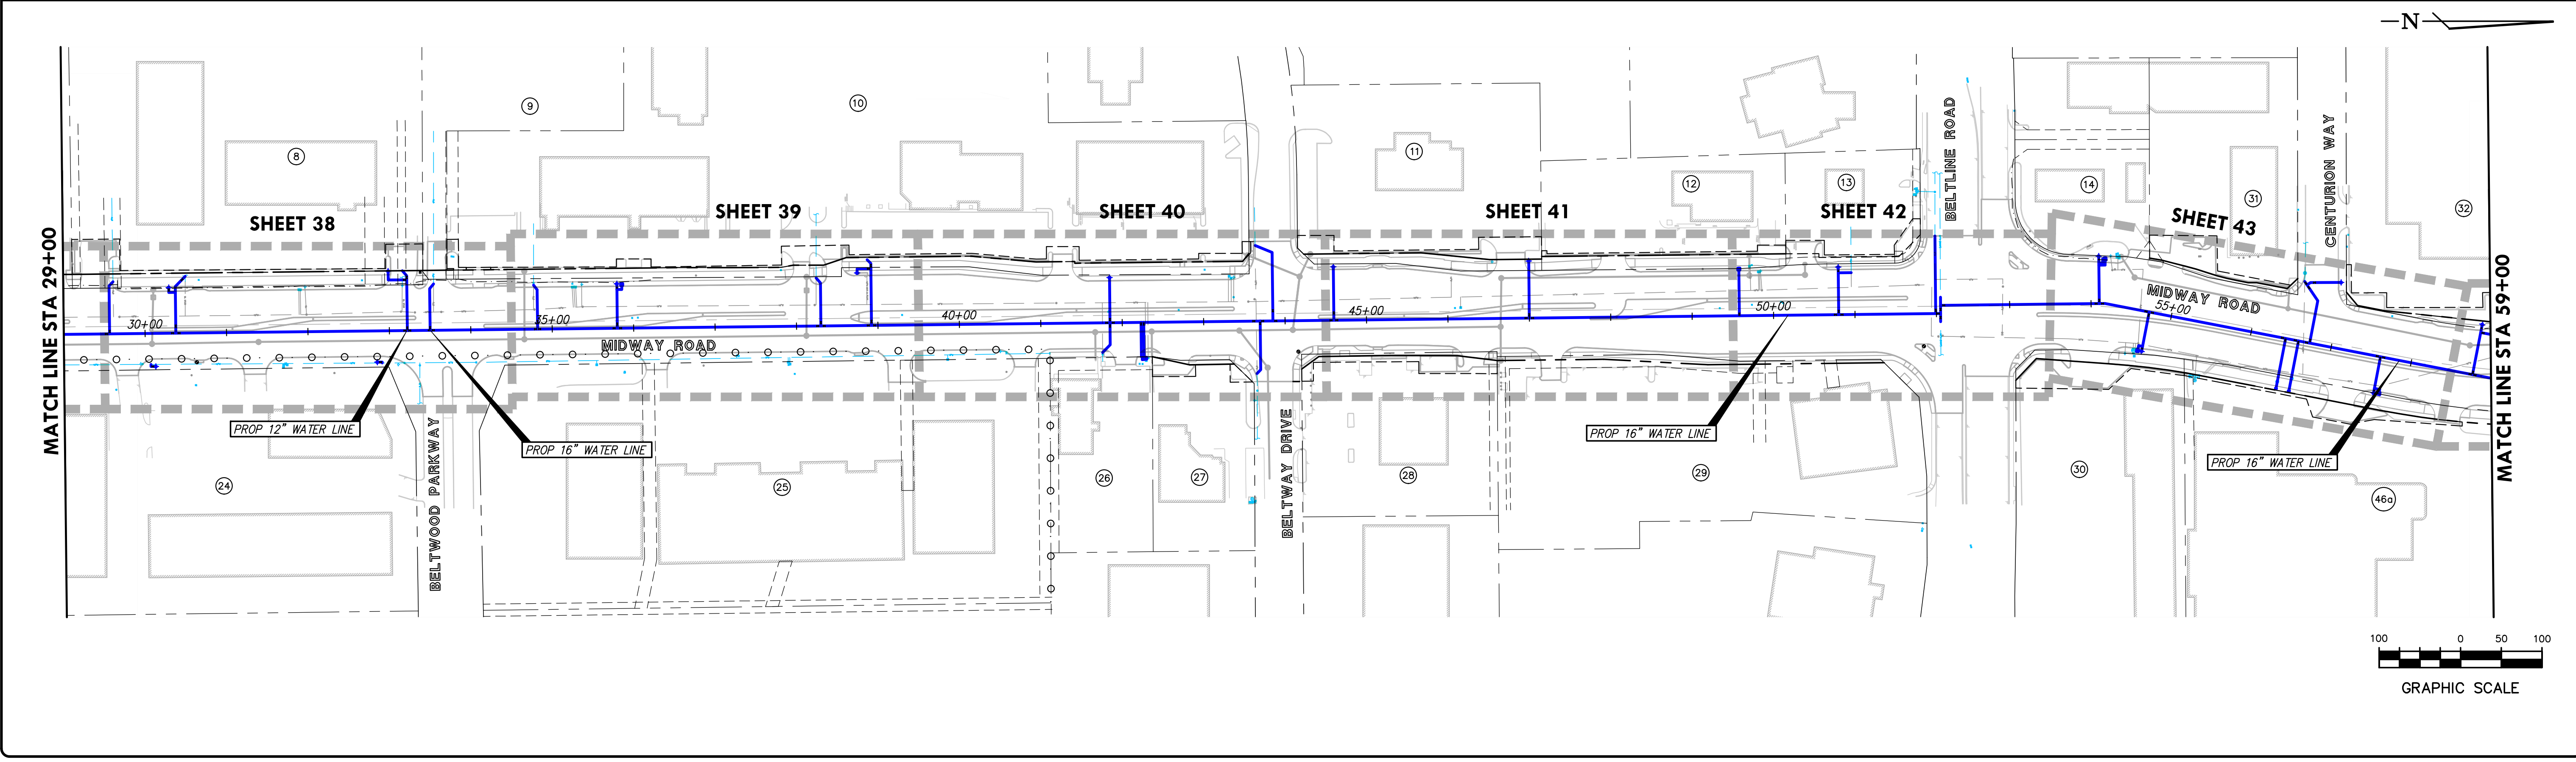 N
MATCH LINE STA 29+00
8
9
10
11
12
13
14
31
32
SHEET 38
SHEET 39
SHEET 40
SHEET 41
SHEET 42
SHEET 43
BELTLINE ROAD
CENTURION WAY
30+00
35+00
40+00
45+00
50+00
55+00
MIDWAY ROAD
MIDWAY ROAD
PROP 12" WATER LINE
PROP 16" WATER LINE
PROP 16" WATER LINE
PROP 16" WATER LINE
BELTWOOD PARKWAY
BELTWAY DRIVE
24
25
26
27
28
29
30
46a
MATCH LINE STA 59+00
100 0 50 100
GRAPHIC SCALE